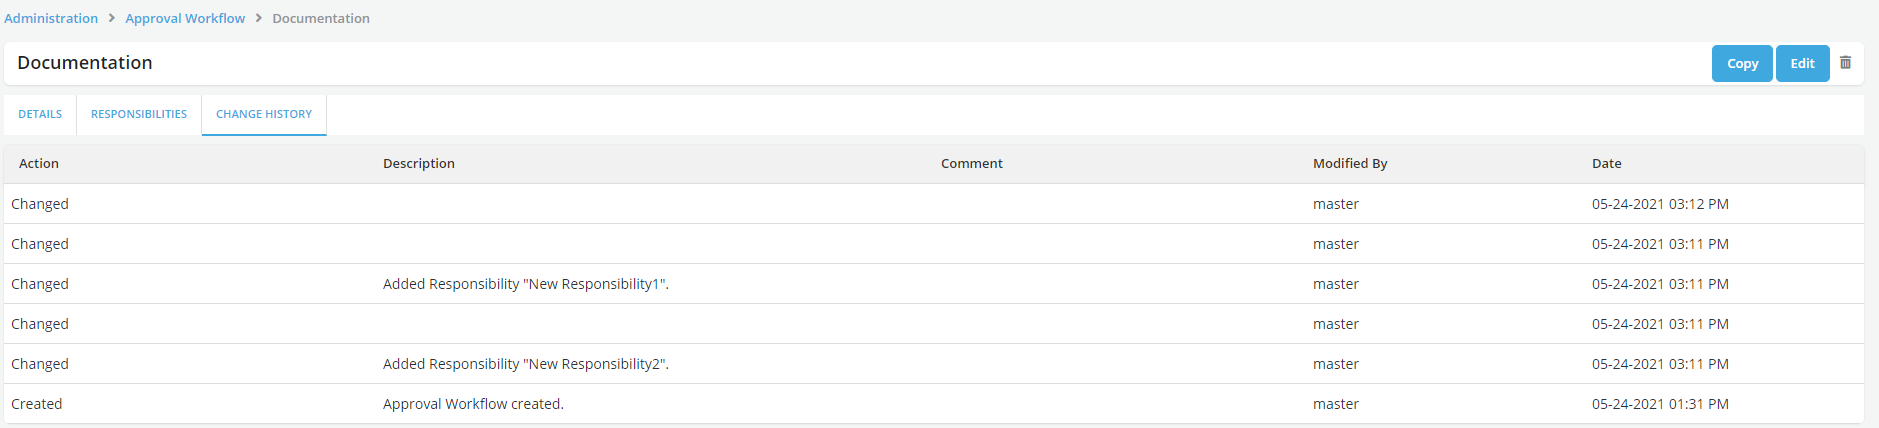 Administration > Approval Workflow > Documentation
Documentation Copy Edit
DETAILS RESPONSIBILITIES CHANGE HISTORY
Action Description Comment Modified By Date
Changed master 05-24-2021 03:12 PM
Changed master 05-24-2021 03:11 PM
Changed Added Responsibility "New Responsibility1". master 05-24-2021 03:11 PM
Changed master 05-24-2021 03:11 PM
Changed Added Responsibility "New Responsibility2". master 05-24-2021 03:11 PM
Created Approval Workflow created. master 05-24-2021 01:31 PM